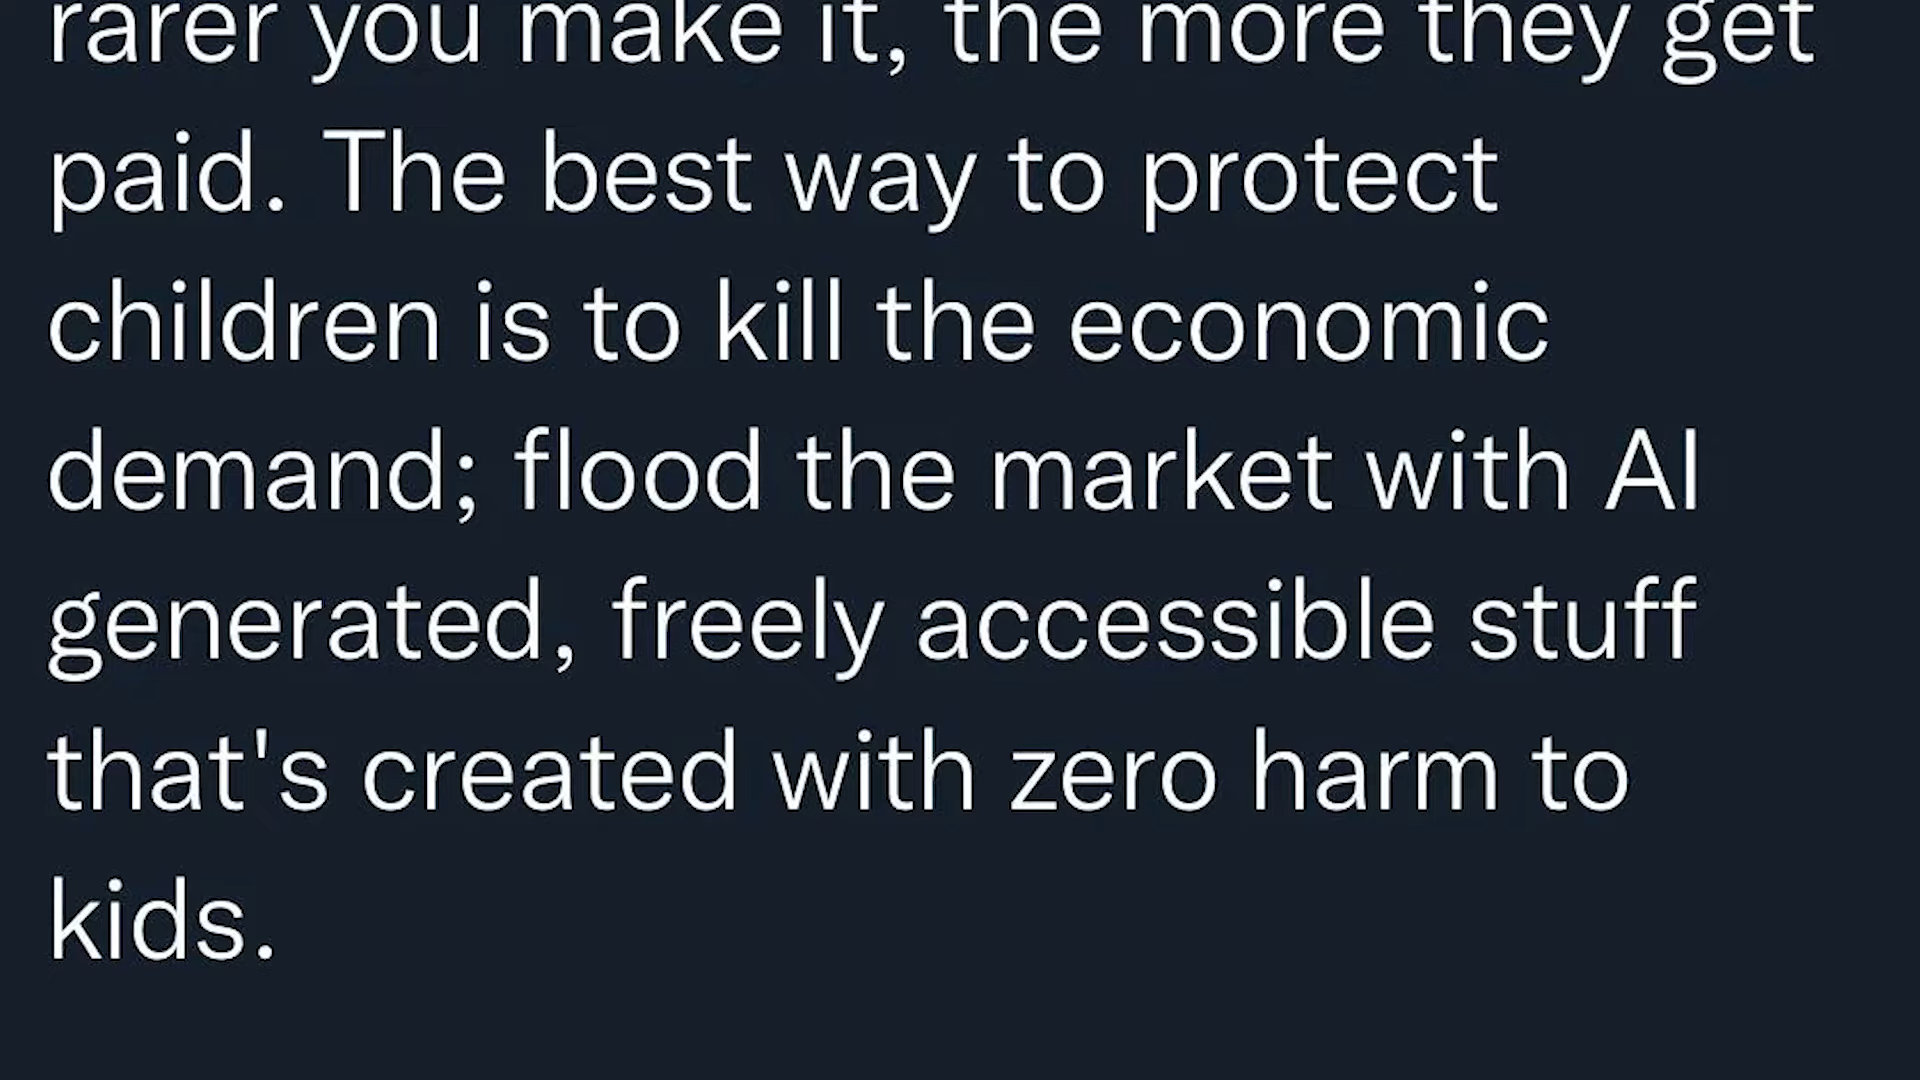 rarer you make it, the more they get
paid. The best way to protect
children is to kill the economic
demand; flood the market with AI
generated, freely accessible stuff
that's created with zero harm to
kids.